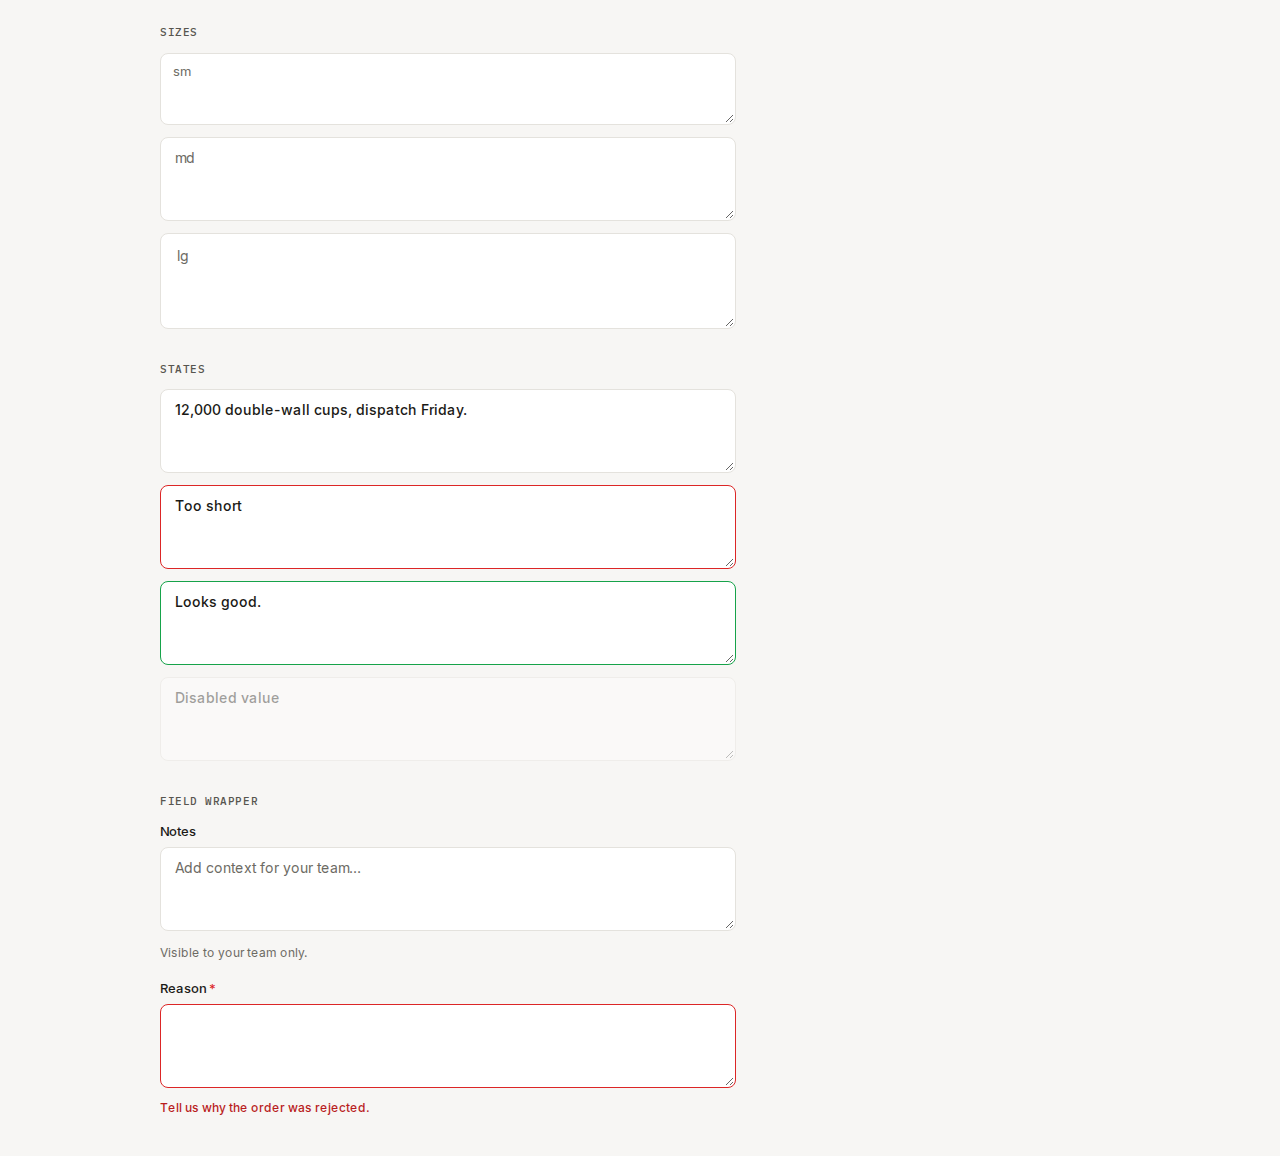 SIZES
sm
md
lg
STATES
12,000 double-wall cups, dispatch Friday.
Too short
Looks good.
Disabled value
FIELD WRAPPER
Notes
Add context for your team...
Visible to your team only.
Reason *
Tell us why the order was rejected.